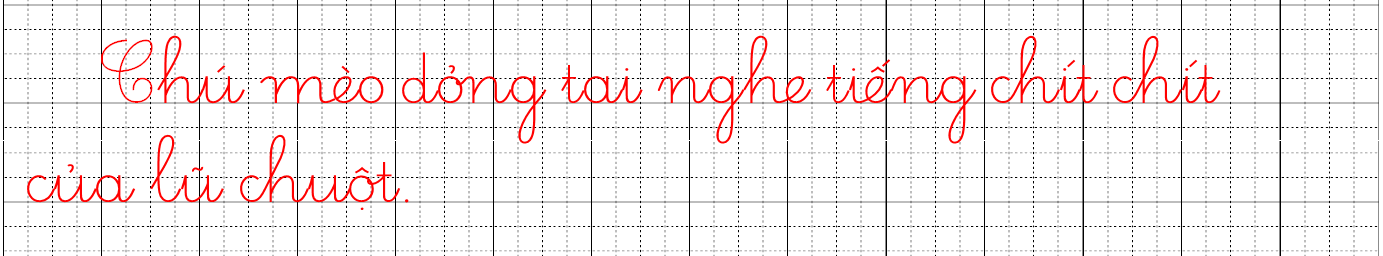 Chú mèo dỏng tai nghe tiếng chít chít
của lũ chuột.